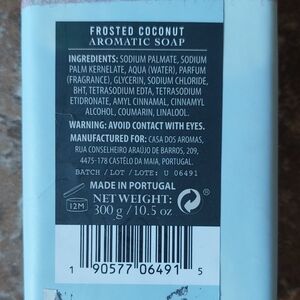 FROSTED COCONUT
AROMATIC SOAP
INGREDIENTS: SODIUM PALMATE, SODIUM
PALM KERNELATE, AQUA (WATER), PARFUM
(FRAGRANCE), GLYCERIN, SODIUM CHLORIDE,
BHT, TETRASODIUM EDTA, TETRASODIUM
ETIDRONATE, AMYL CINNAMAL, CINNAMYL
ALCOHOL, COUMARIN, LINALOOL.
WARNING: AVOID CONTACT WITH EYES.
MANUFACTURED FOR: CASA DOS AROMAS,
RUA CONSELHEIRO ARAÚJO DE BARROS, 209,
4475-178 CASTÉLO DA MAIA, PORTUGAL.
BATCH / LOT / LOTE: U 06491
MADE IN PORTUGAL
12M
NET WEIGHT:
300 g / 10.5 oz
1 90577 06491 5